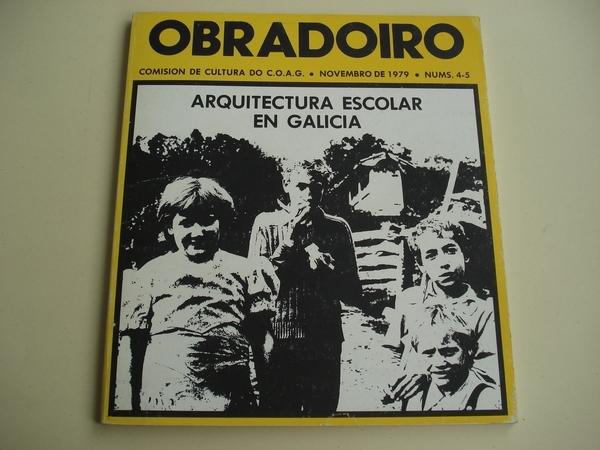 OBRADOIRO
COMISION DE CULTURA DO C.O.A.G. • NOVEMBRO DE 1979 • NUMS. 4-5
ARQUITECTURA ESCOLAR
EN GALICIA